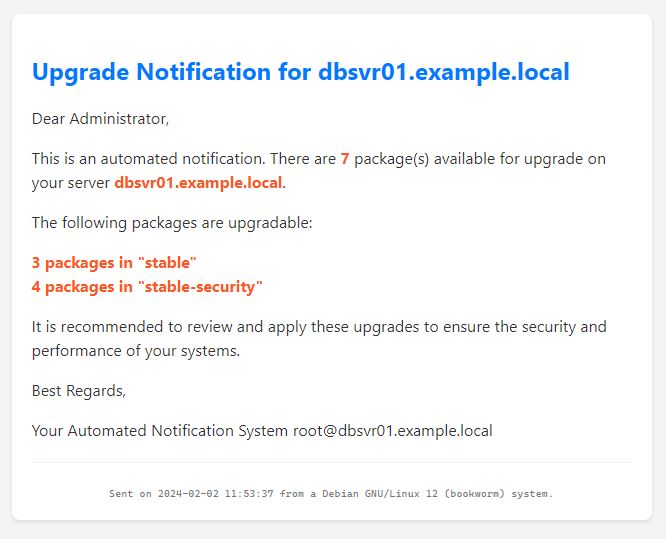 Upgrade Notification for dbsvr01.example.local
Dear Administrator,
This is an automated notification. There are 7 package(s) available for upgrade on
your server dbsvr01.example.local.
The following packages are upgradable:
3 packages in "stable"
4 packages in "stable-security"
It is recommended to review and apply these upgrades to ensure the security and
performance of your systems.
Best Regards,
Your Automated Notification System root@dbsvr01.example.local
Sent on 2024-02-02 11:53:37 from a Debian GNU/Linux 12 (bookworm) system.